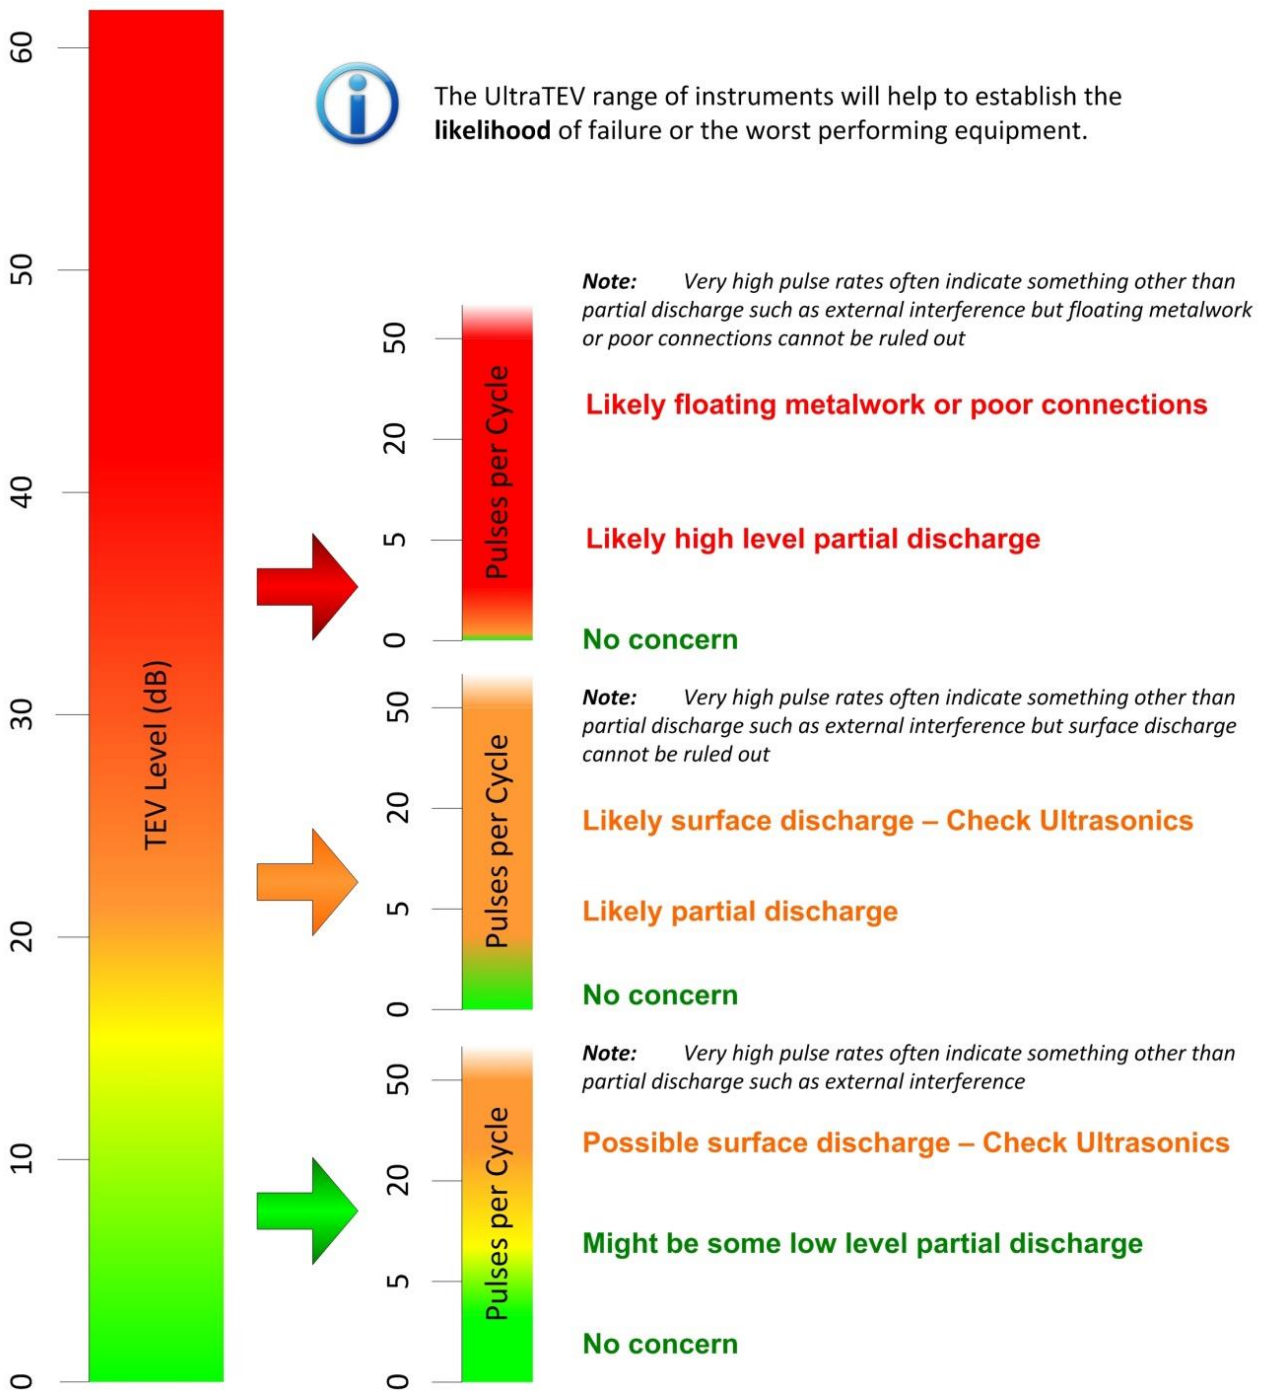 The UltraTEV range of instruments will help to establish the
likelihood of failure or the worst performing equipment.
60
50
40
30
20
10
0
TEV Level (dB)
Note: Very high pulse rates often indicate something other than
partial discharge such as external interference but floating metalwork
or poor connections cannot be ruled out
50
20
5
0
Pulses per Cycle
Likely floating metalwork or poor connections
Likely high level partial discharge
No concern
Note: Very high pulse rates often indicate something other than
partial discharge such as external interference but surface discharge
cannot be ruled out
50
20
5
0
Pulses per Cycle
Likely surface discharge – Check Ultrasonics
Likely partial discharge
No concern
Note: Very high pulse rates often indicate something other than
partial discharge such as external interference
50
20
5
0
Pulses per Cycle
Possible surface discharge – Check Ultrasonics
Might be some low level partial discharge
No concern